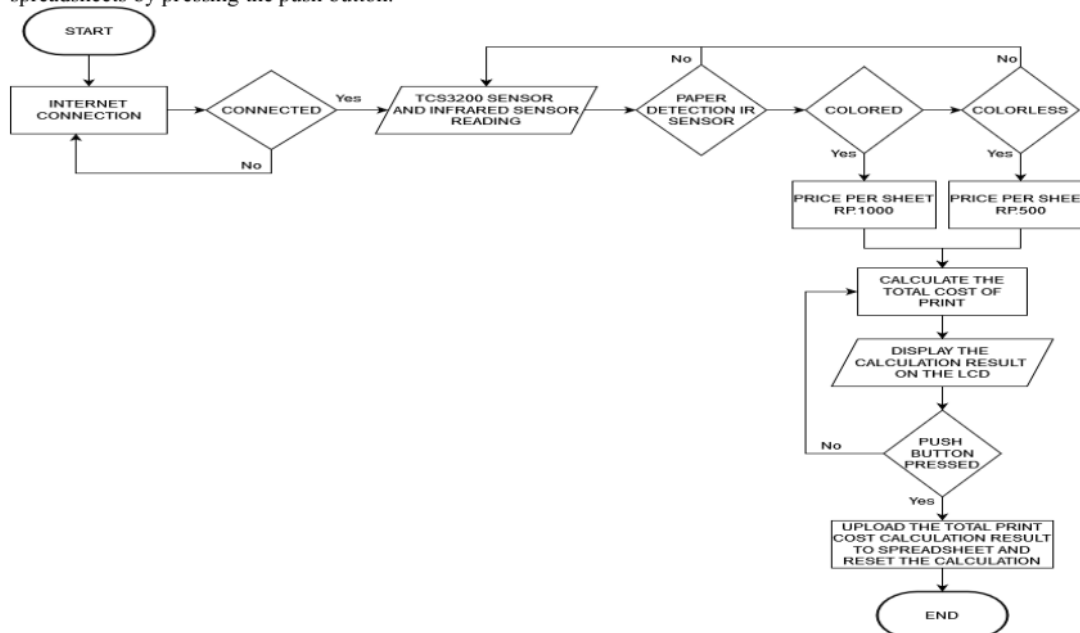 spreadsheets by pressing the push button.
START
INTERNET
CONNECTION
CONNECTED
Yes
No
TCS3200 SENSOR
AND INFRARED SENSOR
READING
No
PAPER
DETECTION IR
SENSOR
COLORED
Yes
No
COLORLESS
Yes
PRICE PER SHEET
RP.1000
PRICE PER SHEE
RP.500
CALCULATE THE
TOTAL COST OF
PRINT
DISPLAY THE
CALCULATION RESULT
ON THE LCD
No
PUSH
BUTTON
PRESSED
Yes
UPLOAD THE TOTAL PRINT
COST CALCULATION RESULT
TO SPREADSHEET AND
RESET THE CALCULATION
END